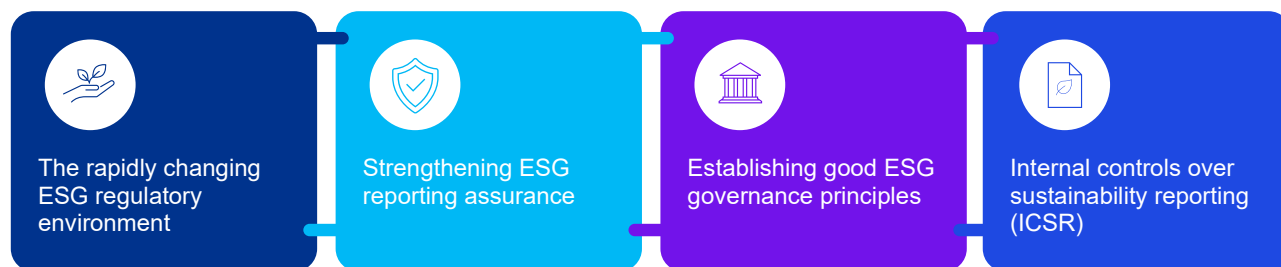 The rapidly changing
ESG regulatory
environment
Strengthening ESG
reporting assurance
Establishing good ESG
governance principles
Internal controls over
sustainability reporting
(ICSR)